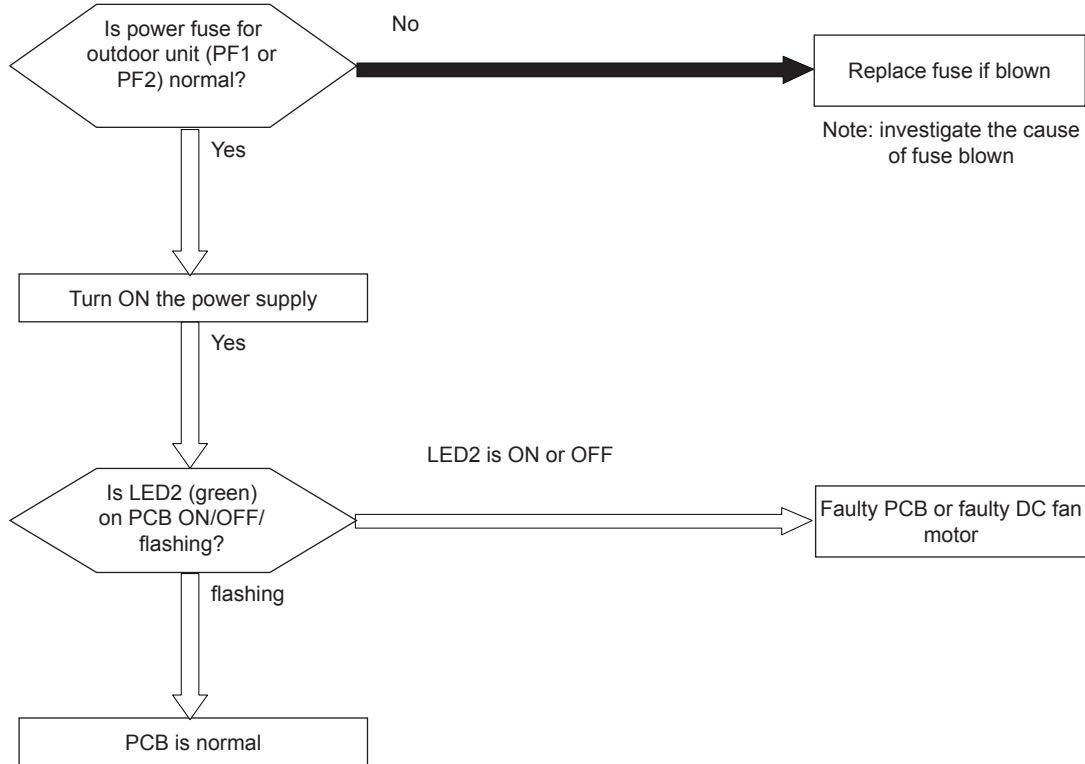 Is power fuse for
outdoor unit (PF1 or
PF2) normal?
No
Replace fuse if blown
Note: investigate the cause
of fuse blown
Yes
Turn ON the power supply
Yes
LED2 is ON or OFF
Is LED2 (green)
on PCB ON/OFF/
flashing?
Faulty PCB or faulty DC fan
motor
flashing
PCB is normal